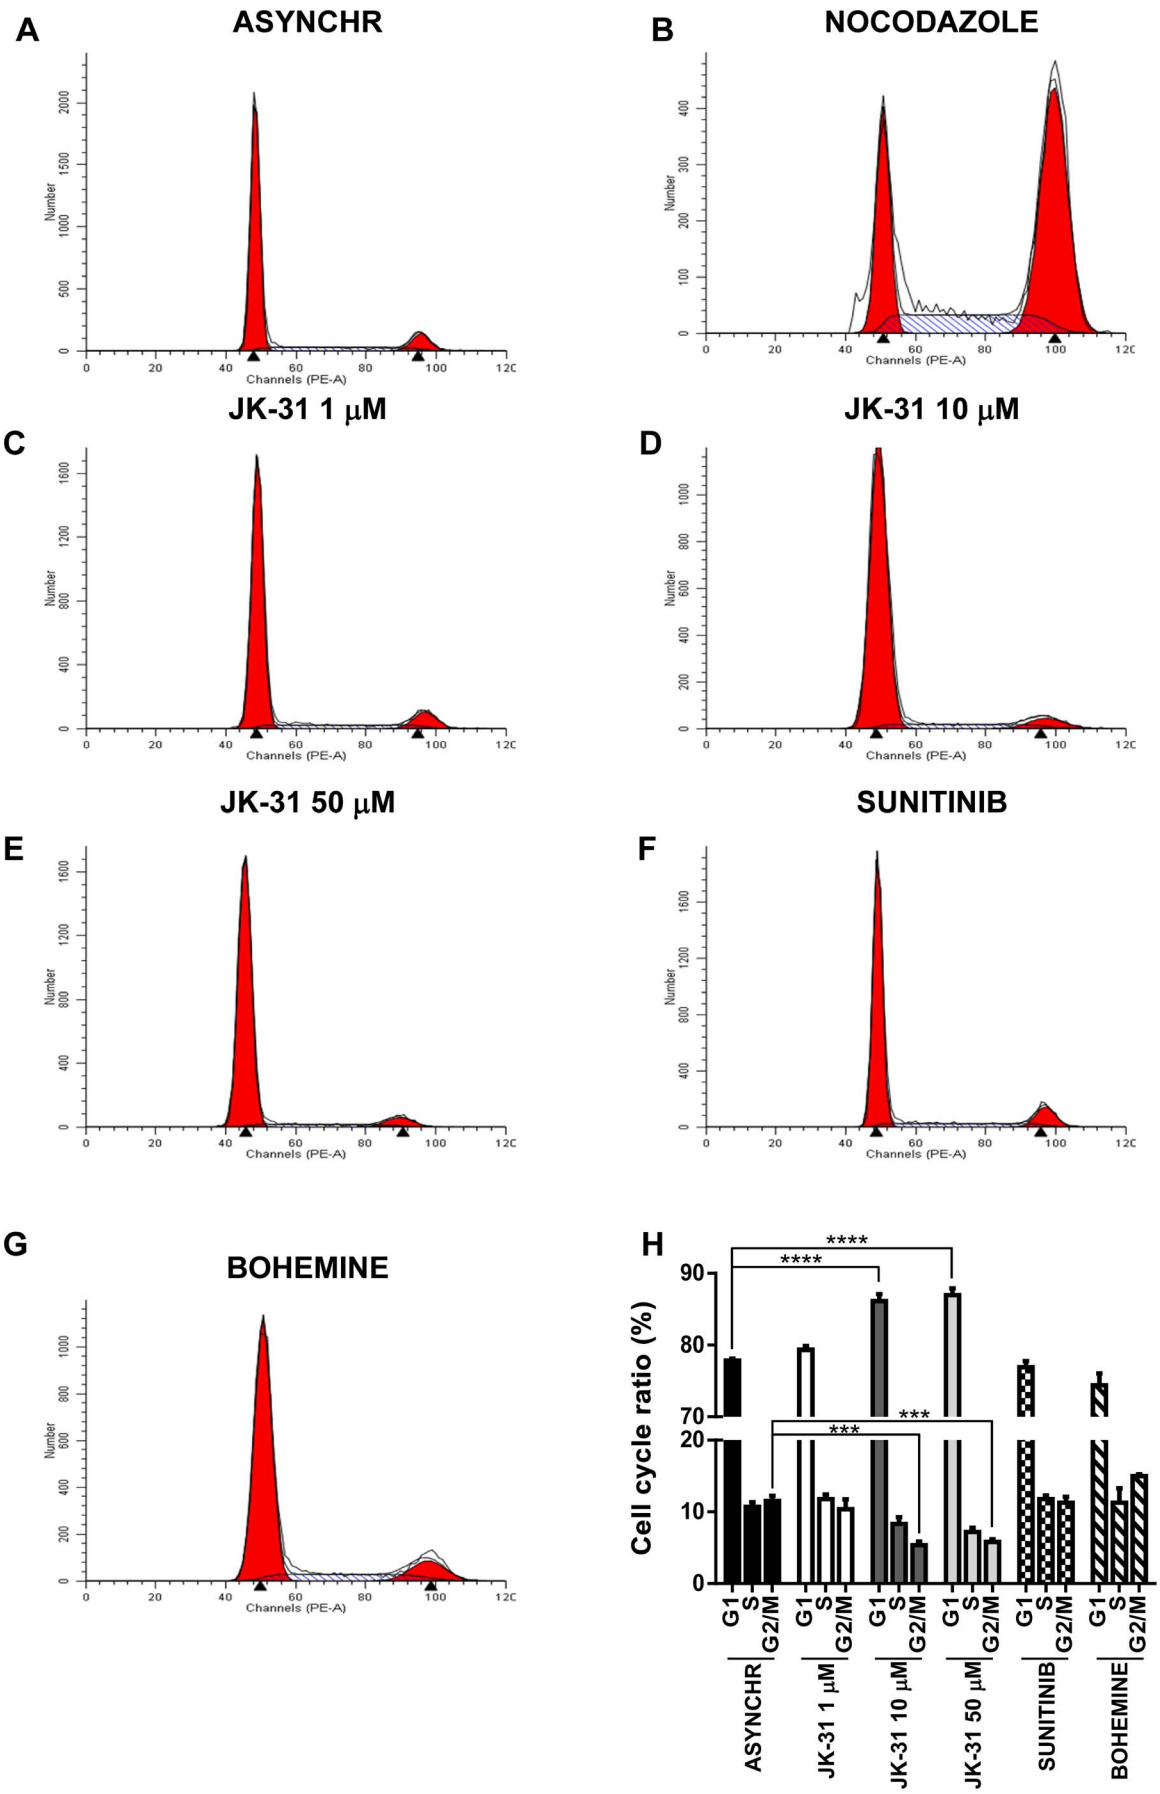 A
ASYNCHR
Number
0 500 1000 1500 2000
0 20 40 60 80 100 12C
Channels (PE-A)
B
NOCODAZOLE
Number
0 100 200 300 400
0 20 40 60 80 100 12C
Channels (PE-A)
C
JK-31 1 μM
Number
0 400 800 1200 1600
0 20 40 60 80 100 12C
Channels (PE-A)
D
JK-31 10 μM
Number
0 200 400 600 800 1000
0 20 40 60 80 100 12C
Channels (PE-A)
E
JK-31 50 μM
Number
0 400 800 1200 1600
0 20 40 60 80 100 12C
Channels (PE-A)
F
SUNITINIB
Number
0 400 800 1200 1600
0 20 40 60 80 100 12C
Channels (PE-A)
G
BOHEMINE
Number
0 200 400 600 800 1000
0 20 40 60 80 100 12C
Channels (PE-A)
H
Cell cycle ratio (%)
90
80
70
20
10
0
****
****
***
***
G1 S G2/M G1 S G2/M G1 S G2/M G1 S G2/M G1 S G2/M G1 S G2/M
ASYNCHR
JK-31 1 μM
JK-31 10 μM
JK-31 50 μM
SUNITINIB
BOHEMINE